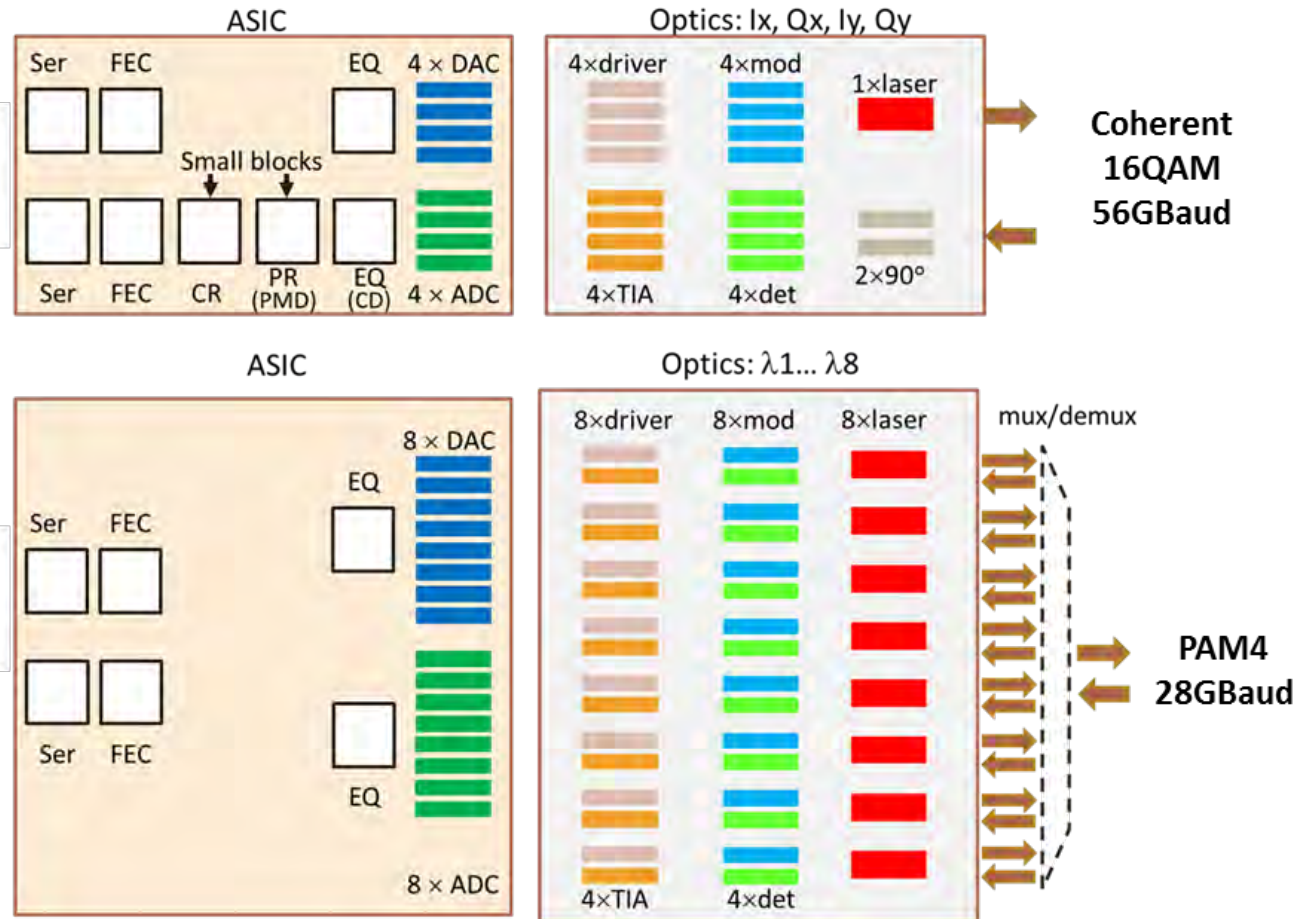 ASIC
Optics: Ix, Qx, Iy, Qy
Ser
FEC
EQ
4 × DAC
4×driver
4×mod
1×laser
Small blocks
Coherent
16QAM
56GBaud
Ser
FEC
CR
PR
(PMD)
EQ
(CD)
4 × ADC
4×TIA
4×det
2×90°
ASIC
Optics: λ1... λ8
8×driver
8×mod
8×laser
mux/demux
8 × DAC
EQ
Ser
FEC
PAM4
28GBaud
Ser
FEC
EQ
8 × ADC
4×TIA
4×det